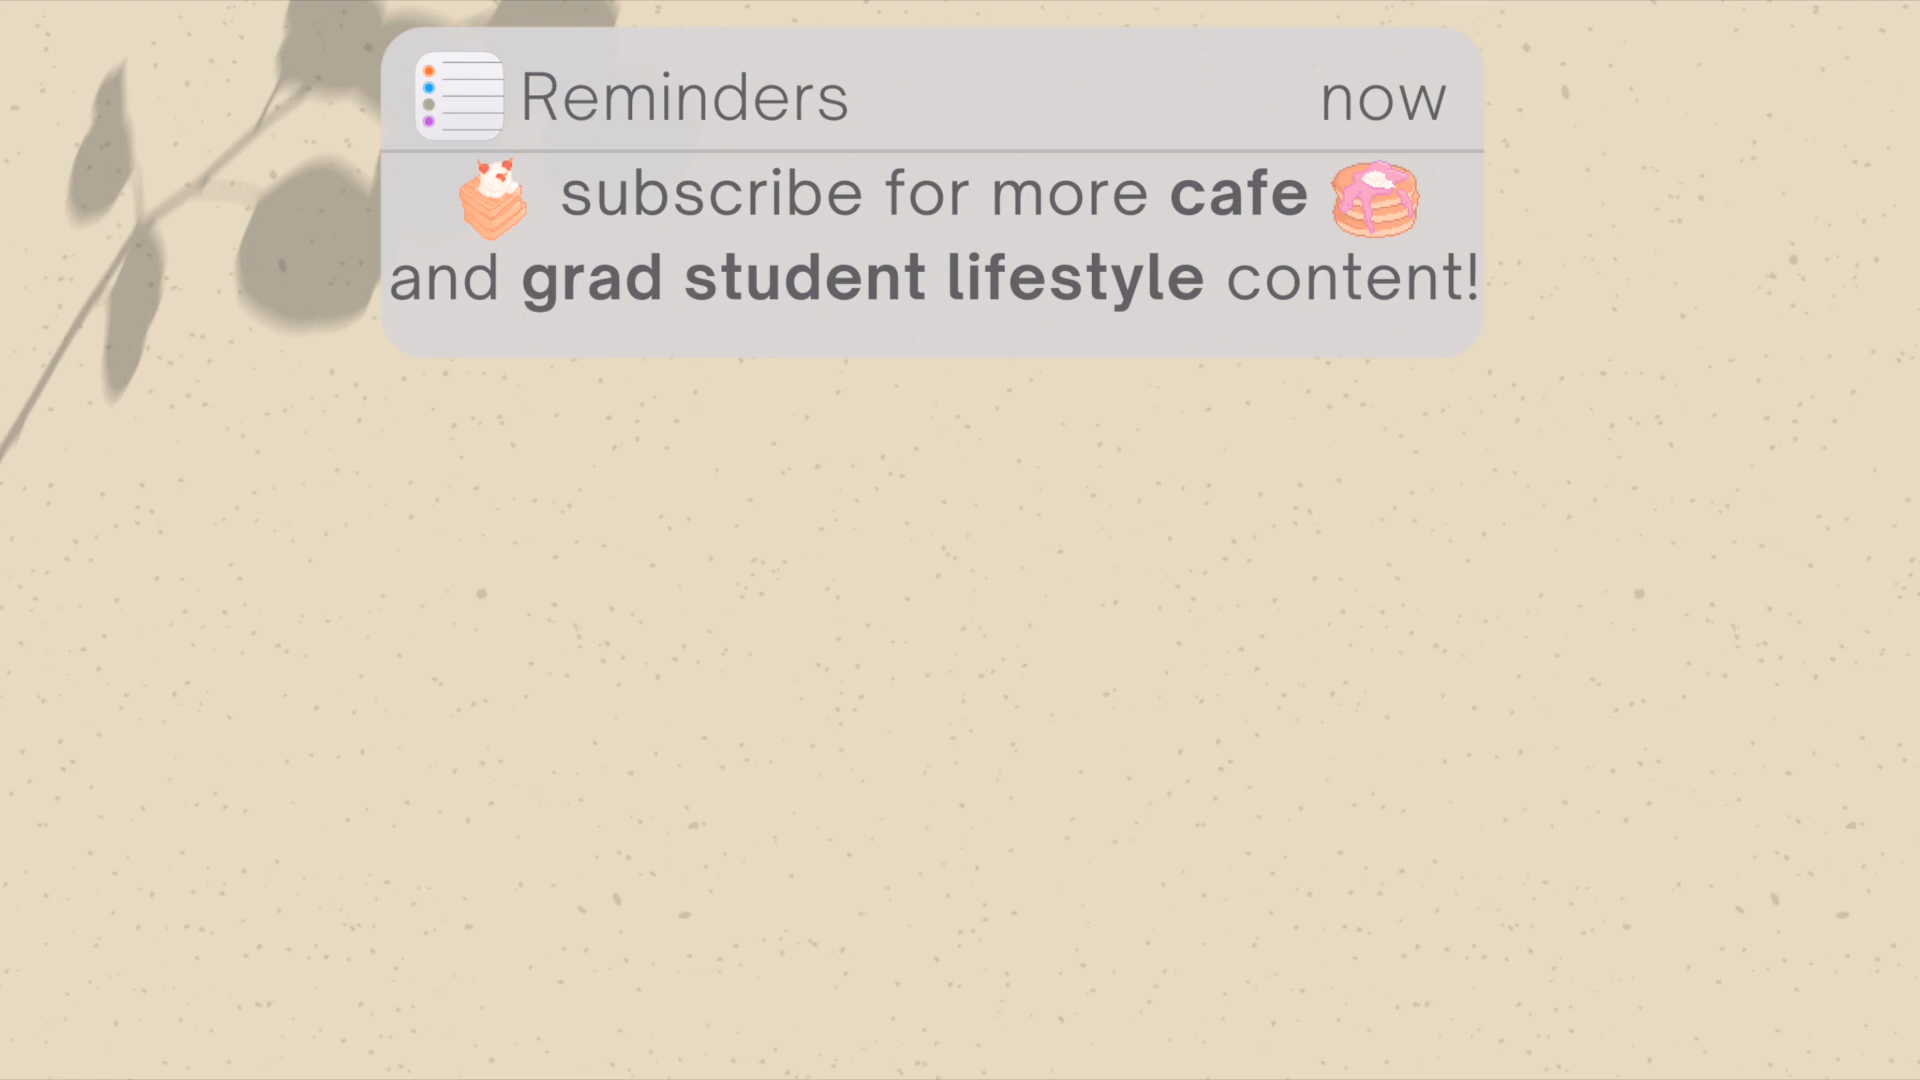 Reminders now
subscribe for more cafe
and grad student lifestyle content!